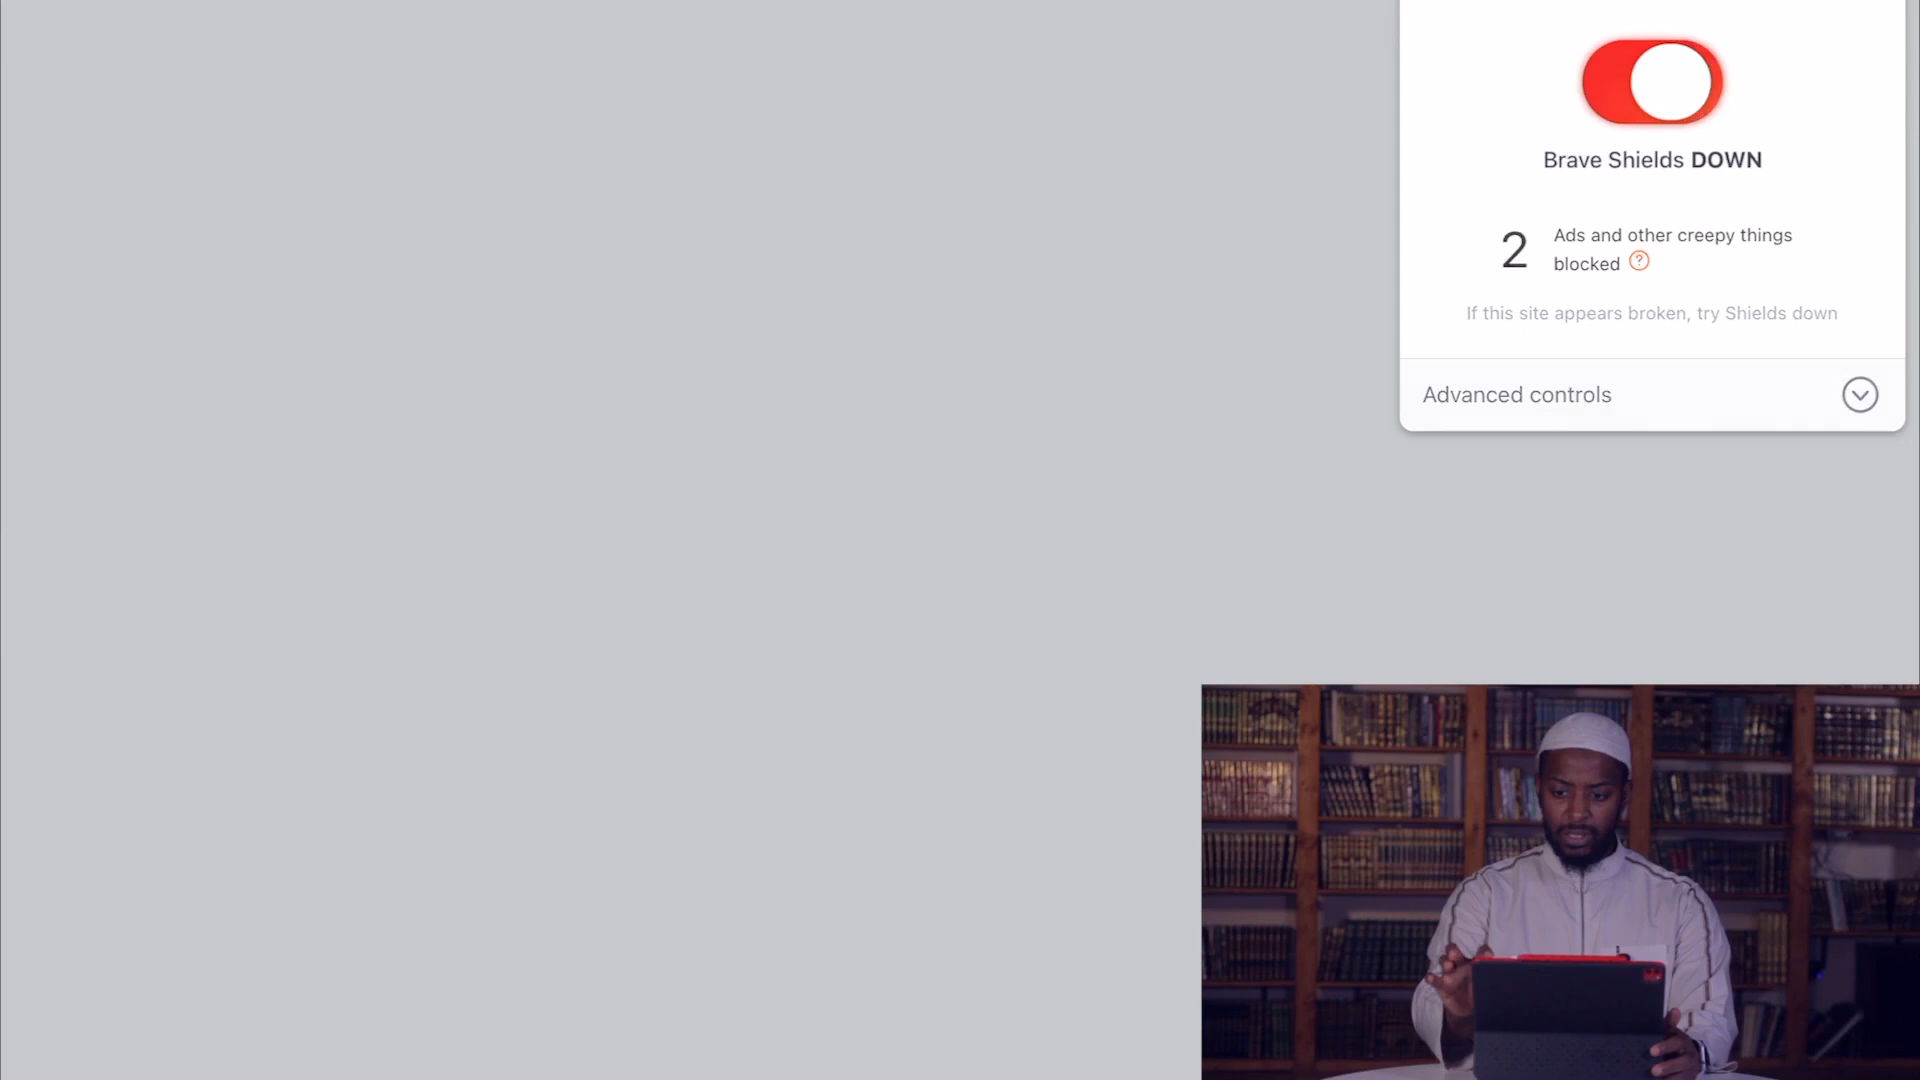 Brave Shields DOWN
2
Ads and other creepy things
blocked ?
If this site appears broken, try Shields down
Advanced controls